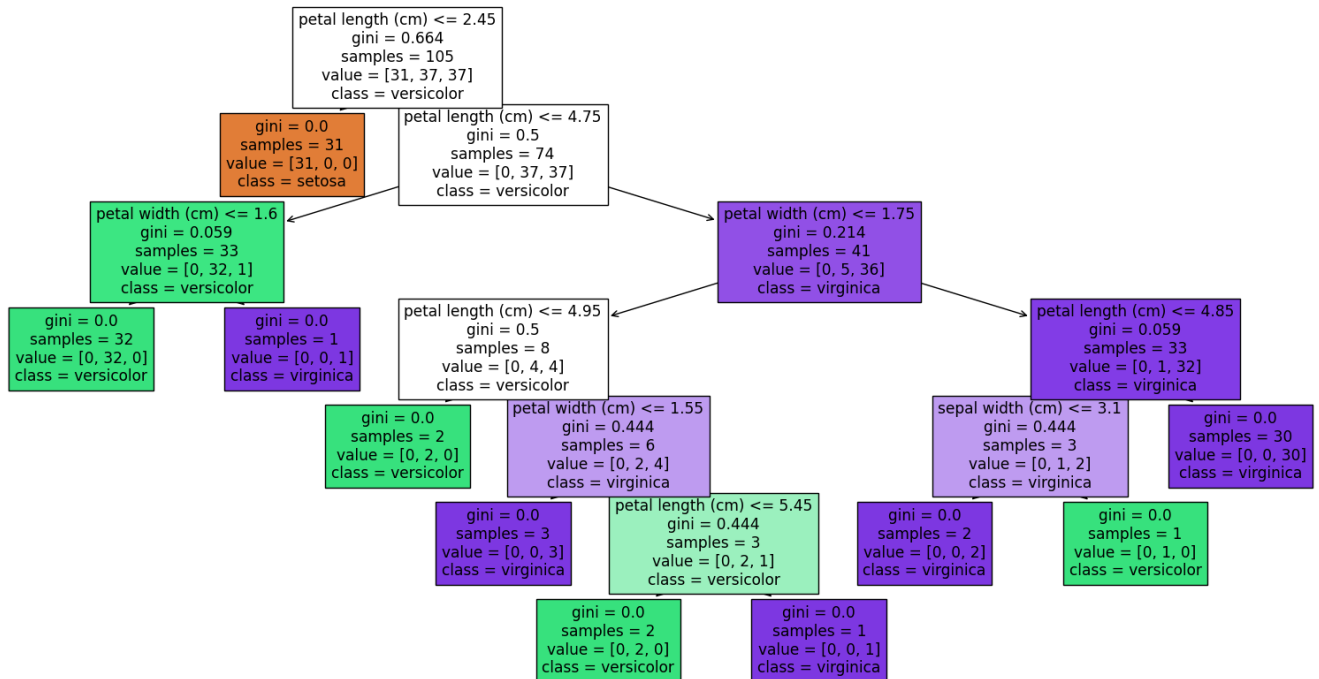 petal length (cm) <= 2.45
gini = 0.664
samples = 105
value = [31, 37, 37]
class = versicolor
gini = 0.0
samples = 31
value = [31, 0, 0]
class = setosa
petal length (cm) <= 4.75
gini = 0.5
samples = 74
value = [0, 37, 37]
class = versicolor
petal width (cm) <= 1.6
gini = 0.059
samples = 33
value = [0, 32, 1]
class = versicolor
petal width (cm) <= 1.75
gini = 0.214
samples = 41
value = [0, 5, 36]
class = virginica
gini = 0.0
samples = 32
value = [0, 32, 0]
class = versicolor
gini = 0.0
samples = 1
value = [0, 0, 1]
class = virginica
petal length (cm) <= 4.95
gini = 0.5
samples = 8
value = [0, 4, 4]
class = versicolor
petal length (cm) <= 4.85
gini = 0.059
samples = 33
value = [0, 1, 32]
class = virginica
gini = 0.0
samples = 2
value = [0, 2, 0]
class = versicolor
petal width (cm) <= 1.55
gini = 0.444
samples = 6
value = [0, 2, 4]
class = virginica
sepal width (cm) <= 3.1
gini = 0.444
samples = 3
value = [0, 1, 2]
class = virginica
gini = 0.0
samples = 30
value = [0, 0, 30]
class = virginica
gini = 0.0
samples = 3
value = [0, 0, 3]
class = virginica
petal length (cm) <= 5.45
gini = 0.444
samples = 3
value = [0, 2, 1]
class = versicolor
gini = 0.0
samples = 2
value = [0, 0, 2]
class = virginica
gini = 0.0
samples = 1
value = [0, 1, 0]
class = versicolor
gini = 0.0
samples = 2
value = [0, 2, 0]
class = versicolor
gini = 0.0
samples = 1
value = [0, 0, 1]
class = virginica